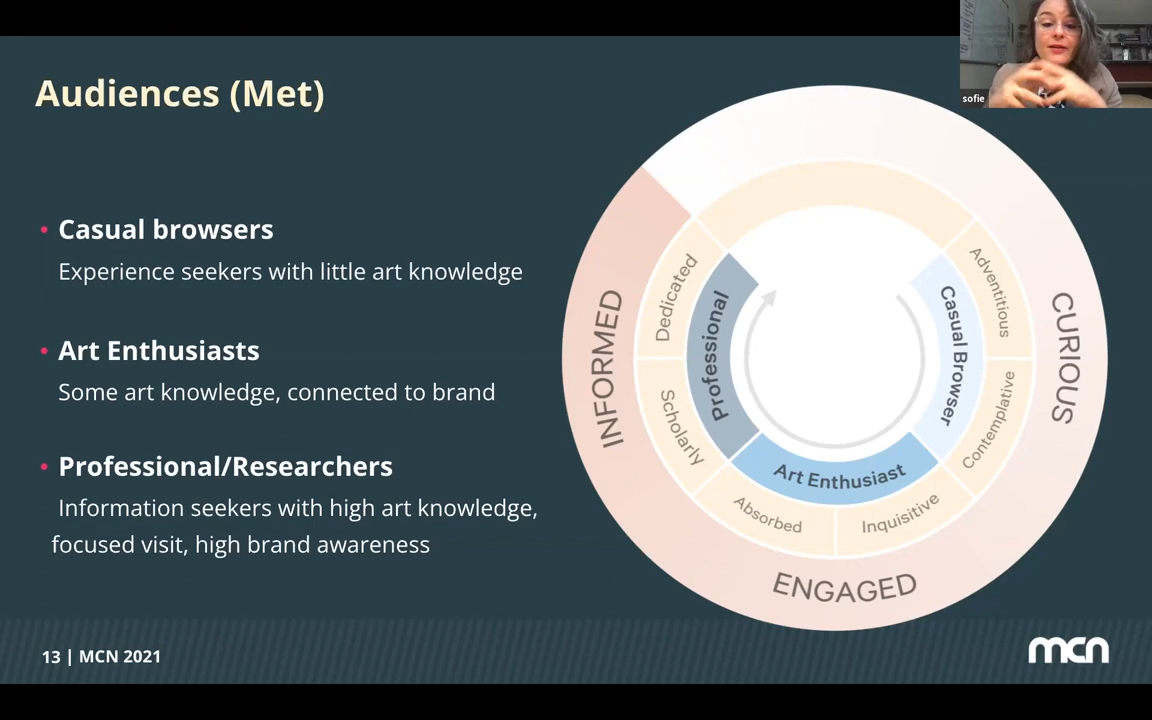 Audiences (Met)
• Casual browsers
Experience seekers with little art knowledge
• Art Enthusiasts
Some art knowledge, connected to brand
• Professional/Researchers
Information seekers with high art knowledge,
focused visit, high brand awareness
INFORMED
Dedicated
Scholarly
Professional
Art Enthusiast
Absorbed
Inquisitive
ENGAGED
Casual Browser
Adventitious
Contemplative
CURIOUS
sofie
13 | MCN 2021
mcn